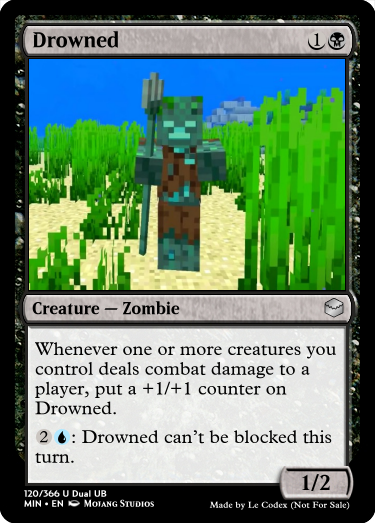 Drowned 1
Creature — Zombie
Whenever one or more creatures you
control deals combat damage to a
player, put a +1/+1 counter on
Drowned.
2 : Drowned can't be blocked this
turn.
1/2
120/366 U Dual UB
MIN • EN Mojang Studios
Made by Le Codex (Not For Sale)